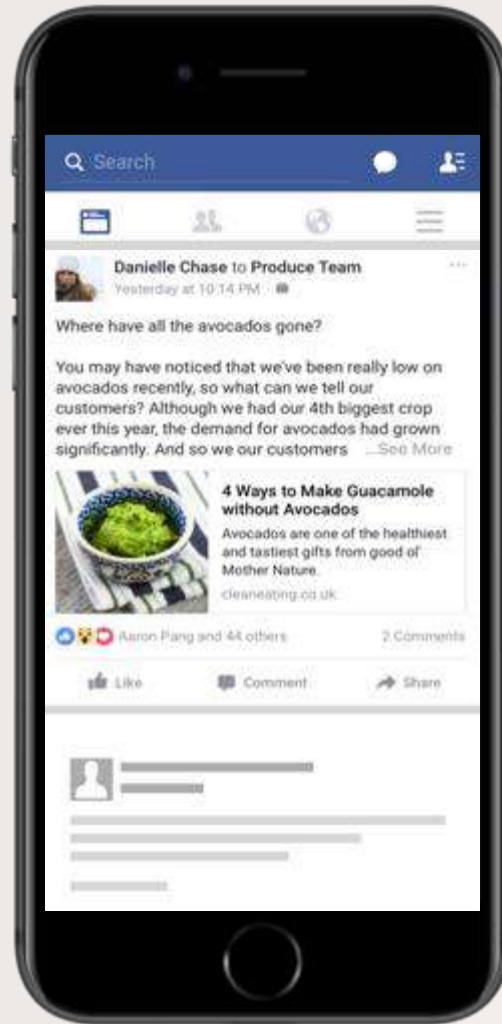 Search
Danielle Chase to Produce Team
Yesterday at 10:14 PM ·
Where have all the avocados gone?
You may have noticed that we've been really low on
avocados recently, so what can we tell our
customers? Although we had our 4th biggest crop
ever this year, the demand for avocados had grown
significantly. And so we our customers ...See More
4 Ways to Make Guacamole
without Avocados
Avocados are one of the healthiest
and tastiest gifts from good ol'
Mother Nature.
cleaneating.co.uk
Aaron Pang and 44 others 2 Comments
Like Comment Share